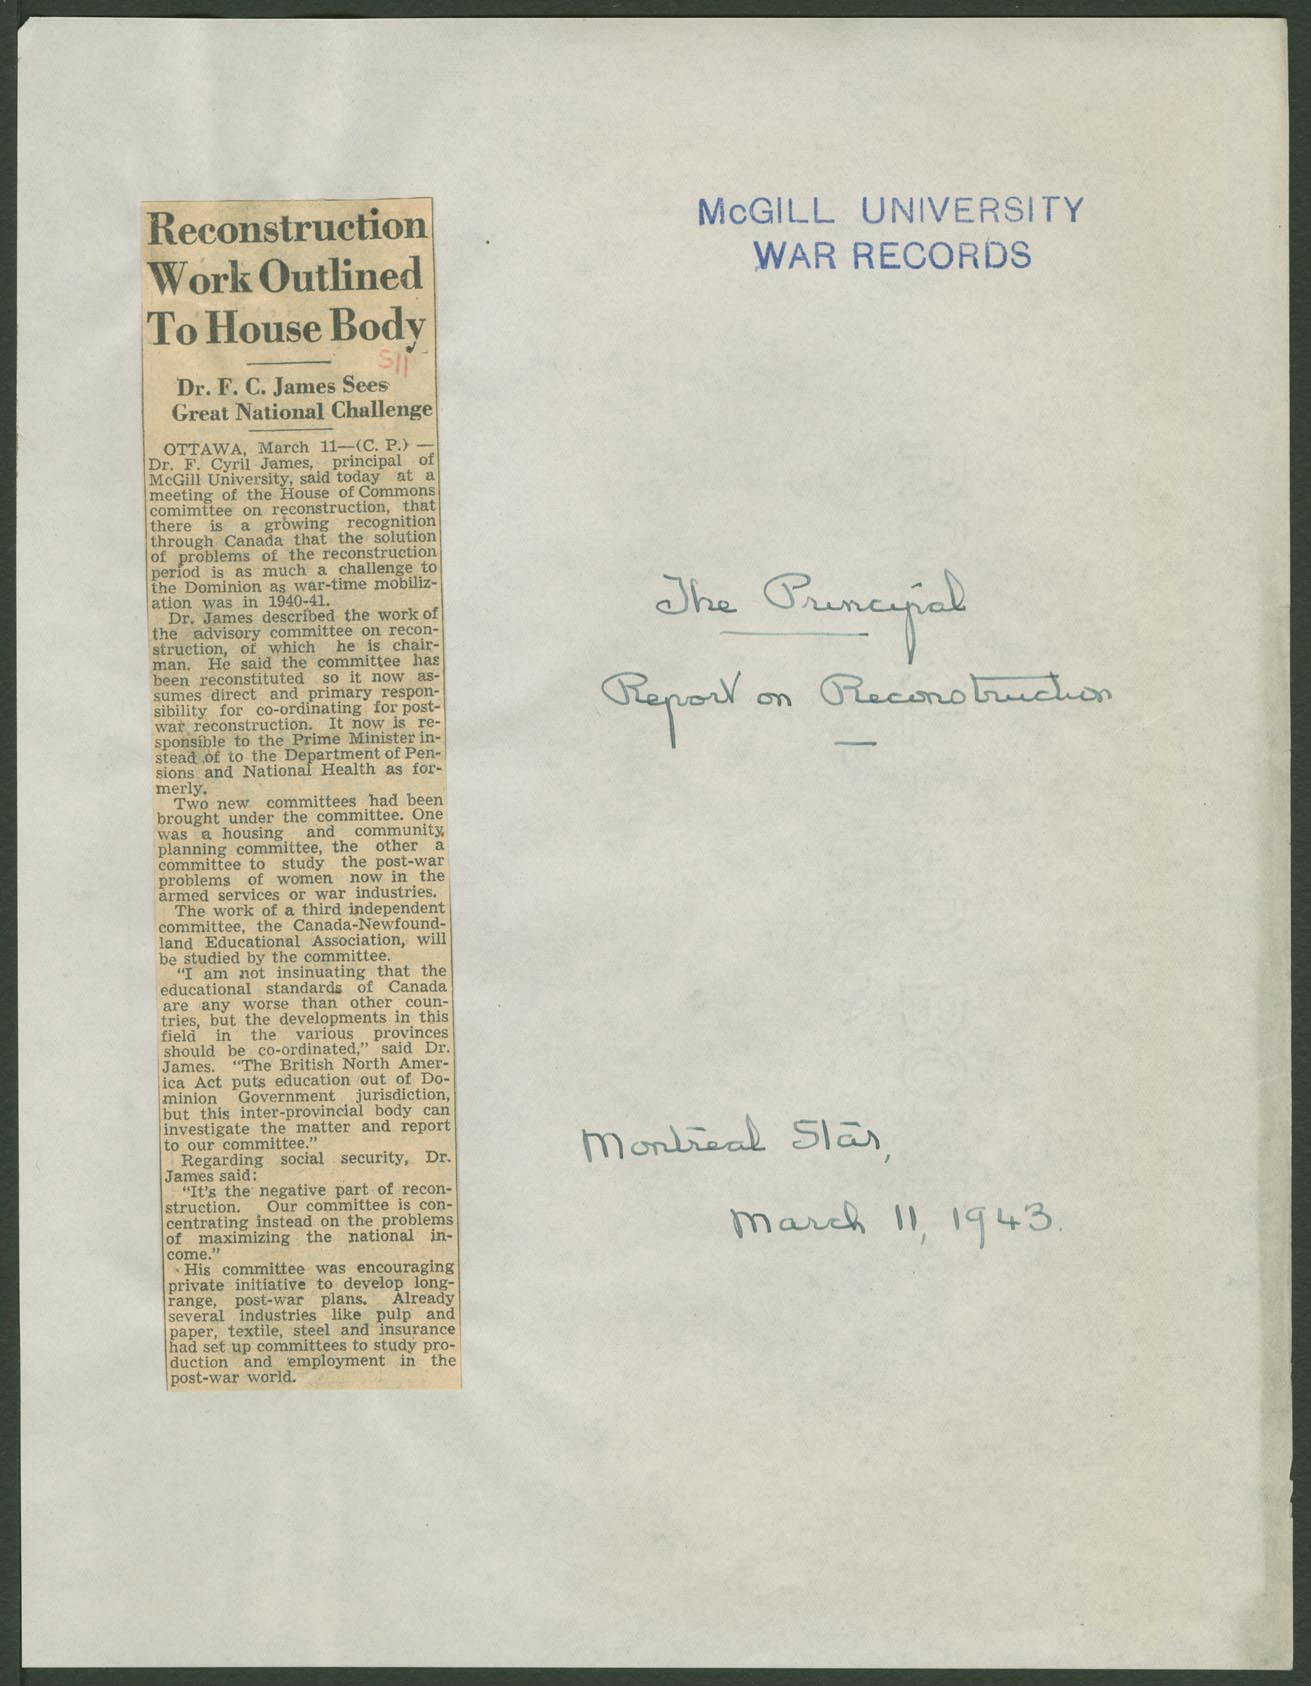 Reconstruction
Work Outlined
To House Body
S11
Dr. F. C. James Sees
Great National Challenge
OTTAWA, March 11—(C. P.) —
Dr. F. Cyril James, principal of
McGill University, said today at a
meeting of the House of Commons
comimttee on reconstruction, that
there is a growing recognition
through Canada that the solution
of problems of the reconstruction
period is as much a challenge to
the Dominion as war-time mobiliz-
ation was in 1940-41.
Dr. James described the work of
the advisory committee on recon-
struction, of which he is chair-
man. He said the committee has
been reconstituted so it now as-
sumes direct and primary respon-
sibility for co-ordinating for post-
war reconstruction. It now is re-
sponsible to the Prime Minister in-
stead of to the Department of Pen-
sions and National Health as for-
merly.
Two new committees had been
brought under the committee. One
was a housing and community
planning committee, the other a
committee to study the post-war
problems of women now in the
armed services or war industries.
The work of a third independent
committee, the Canada-Newfound-
land Educational Association, will
be studied by the committee.
"I am not insinuating that the
educational standards of Canada
are any worse than other coun-
tries, but the developments in this
field in the various provinces
should be co-ordinated," said Dr.
James. "The British North Amer-
ica Act puts education out of Do-
minion Government jurisdiction,
but this inter-provincial body can
investigate the matter and report
to our committee."
Regarding social security, Dr.
James said:
"It's the negative part of recon-
struction. Our committee is con-
centrating instead on the problems
of maximizing the national in-
come."
His committee was encouraging
private initiative to develop long-
range, post-war plans. Already
several industries like pulp and
paper, textile, steel and insurance
had set up committees to study pro-
duction and employment in the
post-war world.
McGILL UNIVERSITY
WAR RECORDS
The Principal
Report on Reconstruction
Montreal Star,
March 11, 1943.